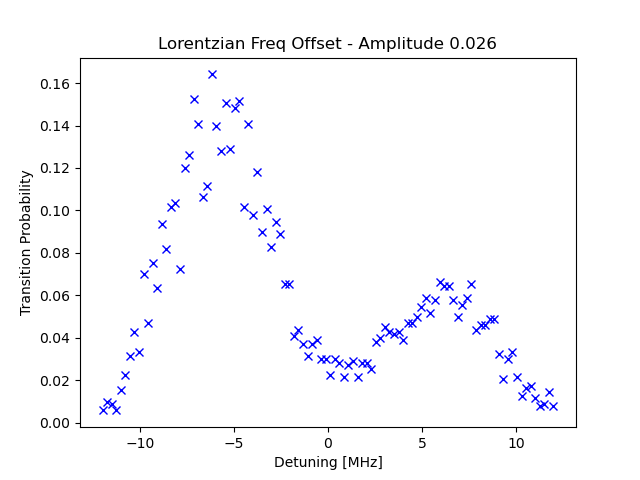 Lorentzian Freq Offset - Amplitude 0.026
Transition Probability
0.16
0.14
0.12
0.10
0.08
0.06
0.04
0.02
0.00
−10 −5 0 5 10
Detuning [MHz]